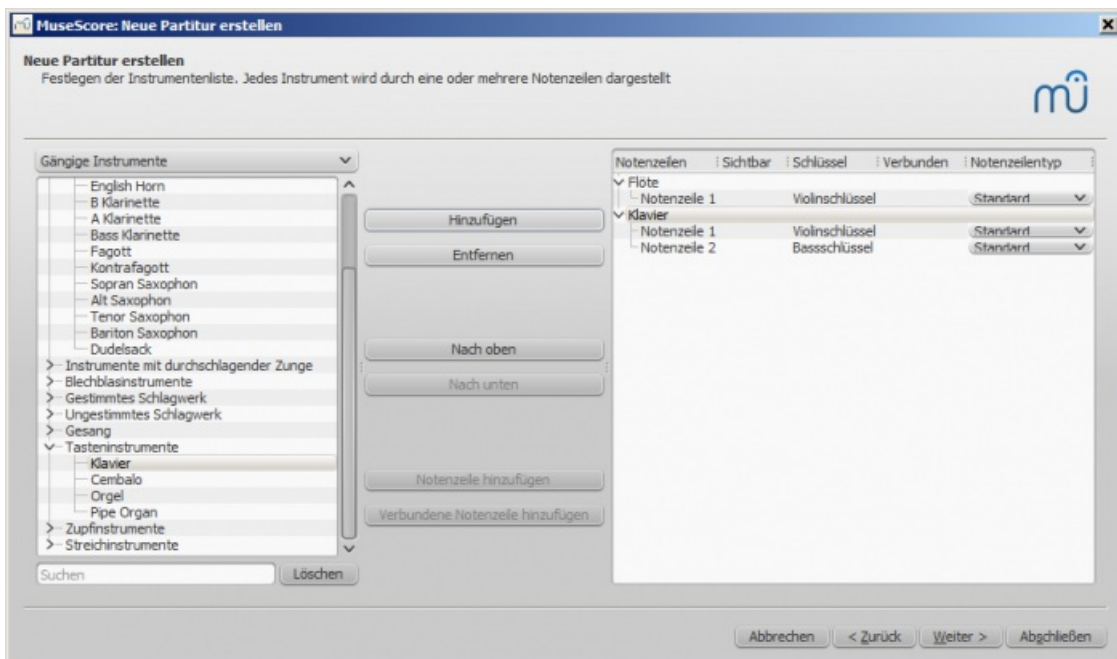 MuseScore: Neue Partitur erstellen
Neue Partitur erstellen
Festlegen der Instrumentenliste. Jedes Instrument wird durch eine oder mehrere Notenzeilen dargestellt
mü
Gängige Instrumente
English Horn
B Klarinette
A Klarinette
Bass Klarinette
Fagott
Kontrafagott
Sopran Saxophon
Alt Saxophon
Tenor Saxophon
Bariton Saxophon
Dudelsack
Instrumente mit durchschlagender Zunge
Blechblasinstrumente
Gestimmtes Schlagwerk
Ungestimmtes Schlagwerk
Gesang
Tasteninstrumente
Klavier
Cembalo
Orgel
Pipe Organ
Zupfinstrumente
Streichinstrumente
Suchen Löschen
Hinzufügen
Entfernen
Nach oben
Nach unten
Notenzeile hinzufügen
Verbundene Notenzeile hinzufügen
Notenzeilen Sichtbar Schlüssel Verbunden Notenzeilentyp
Flöte
Notenzeile 1 Violinschlüssel Standard
Klavier
Notenzeile 1 Violinschlüssel Standard
Notenzeile 2 Bassschlüssel Standard
Abbrechen < Zurück Weiter > Abschließen